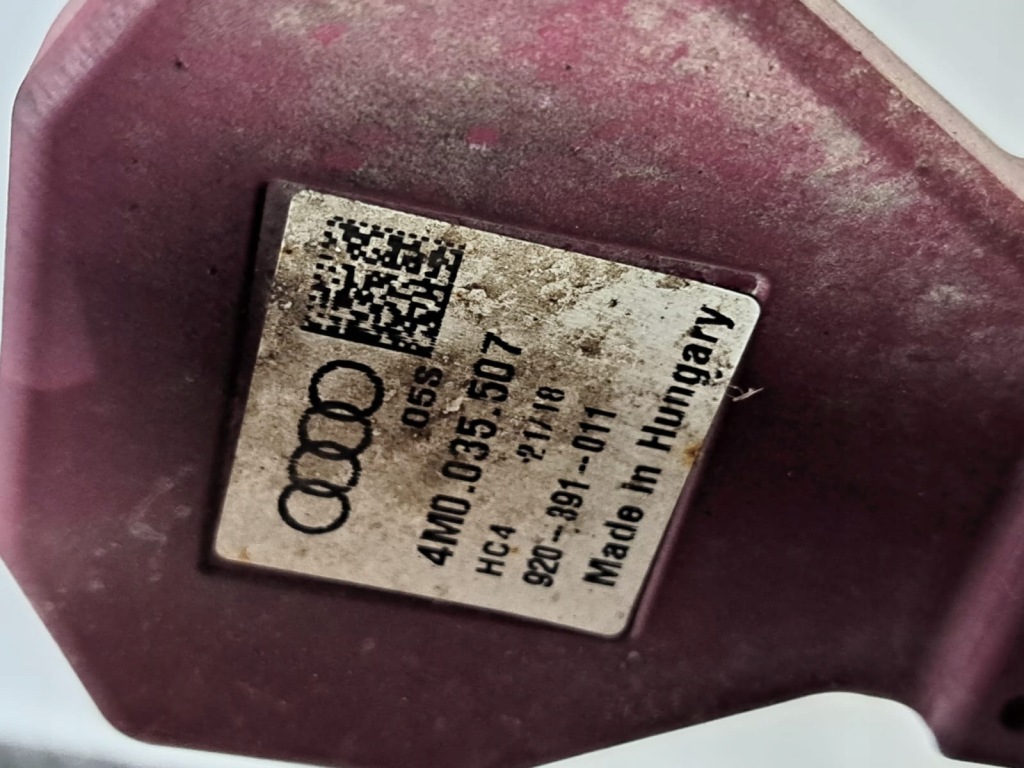 05S
4M0.035.507
HC4 21/18
920-391-011
Made in Hungary